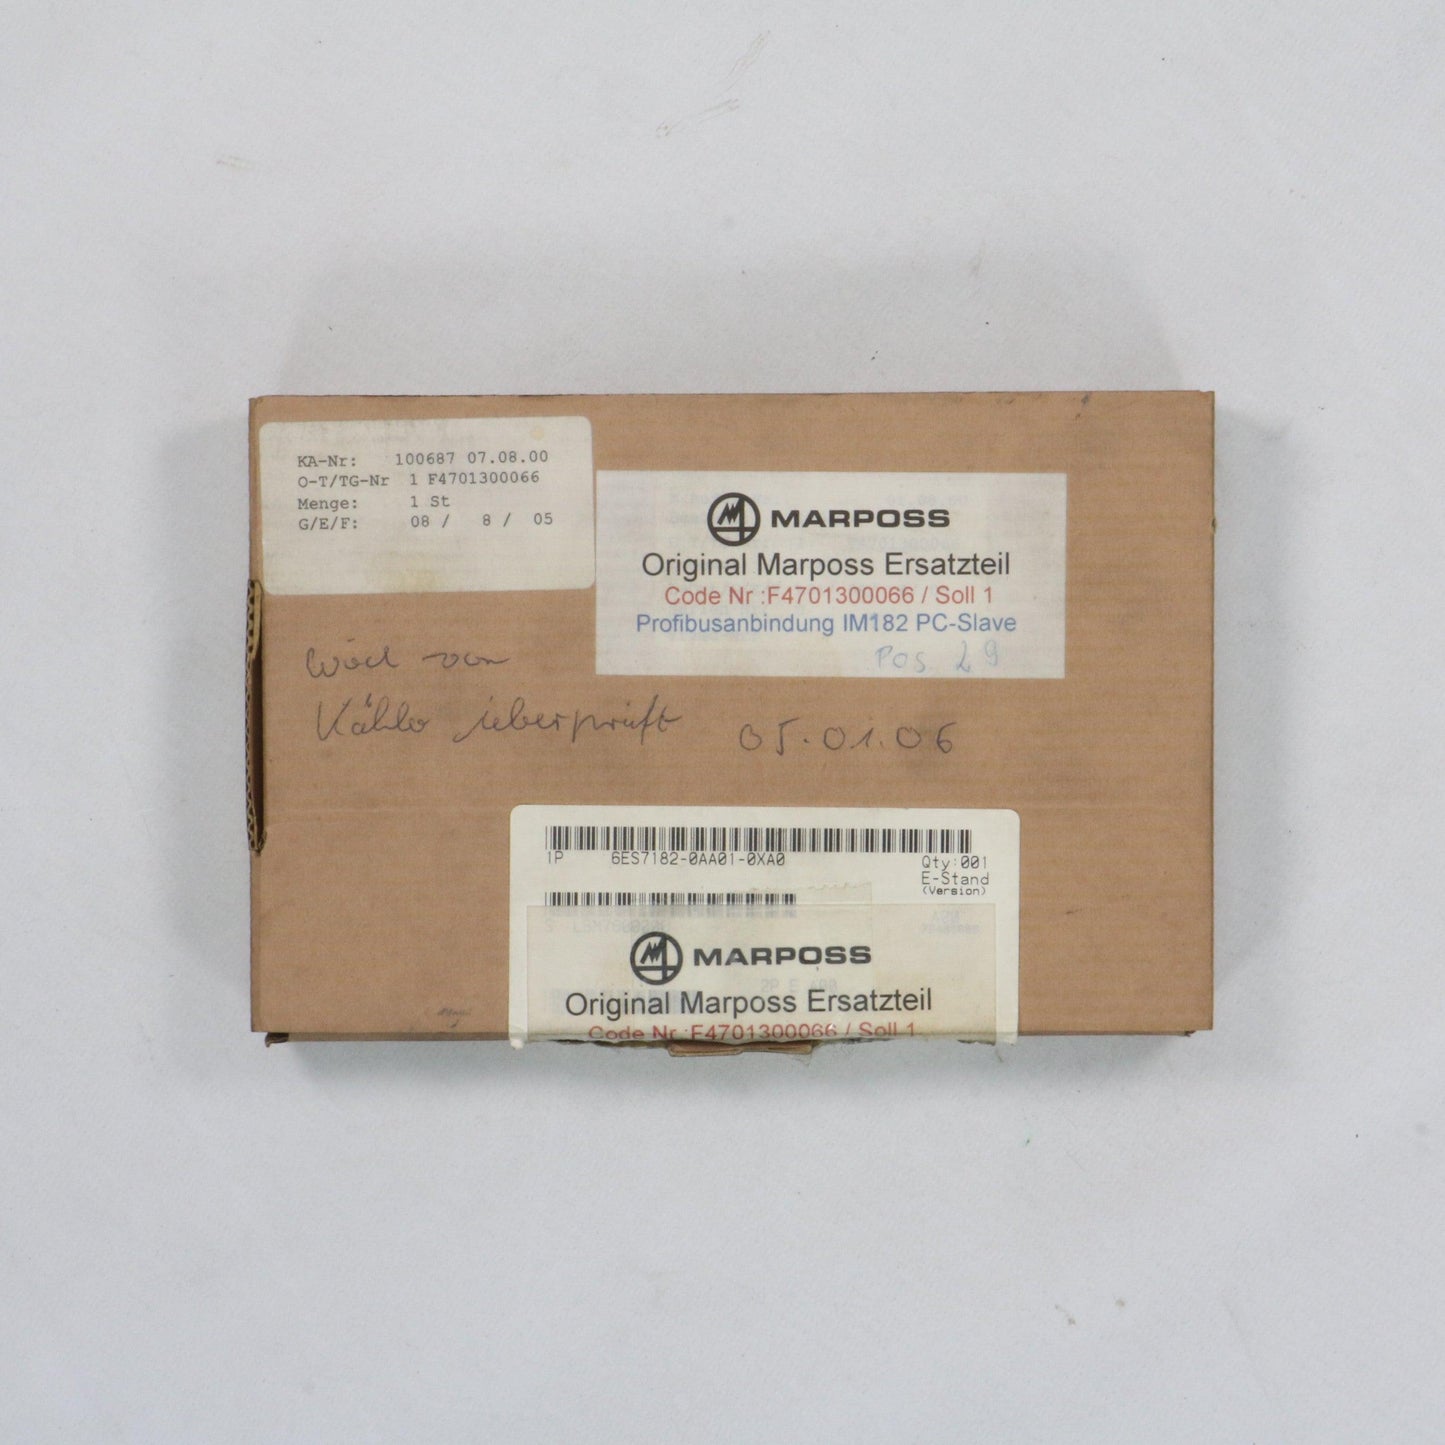 KA-Nr: 100687 07.08.00
O-T/TG-Nr 1 F4701300066
Menge: 1 St
G/E/F: 08 / 8 / 05
MARPOSS
Original Marposs Ersatzteil
Code Nr :F4701300066 / Soll 1
Profibusanbindung IM182 PC-Slave
Pos 29
von
überprüft 05.01.06
1P 6ES7182-0AA01-0XA0
Qty:001
E-Stand
(Version)
S
MARPOSS
Original Marposs Ersatzteil
Code Nr :F4701300066 / Soll 1